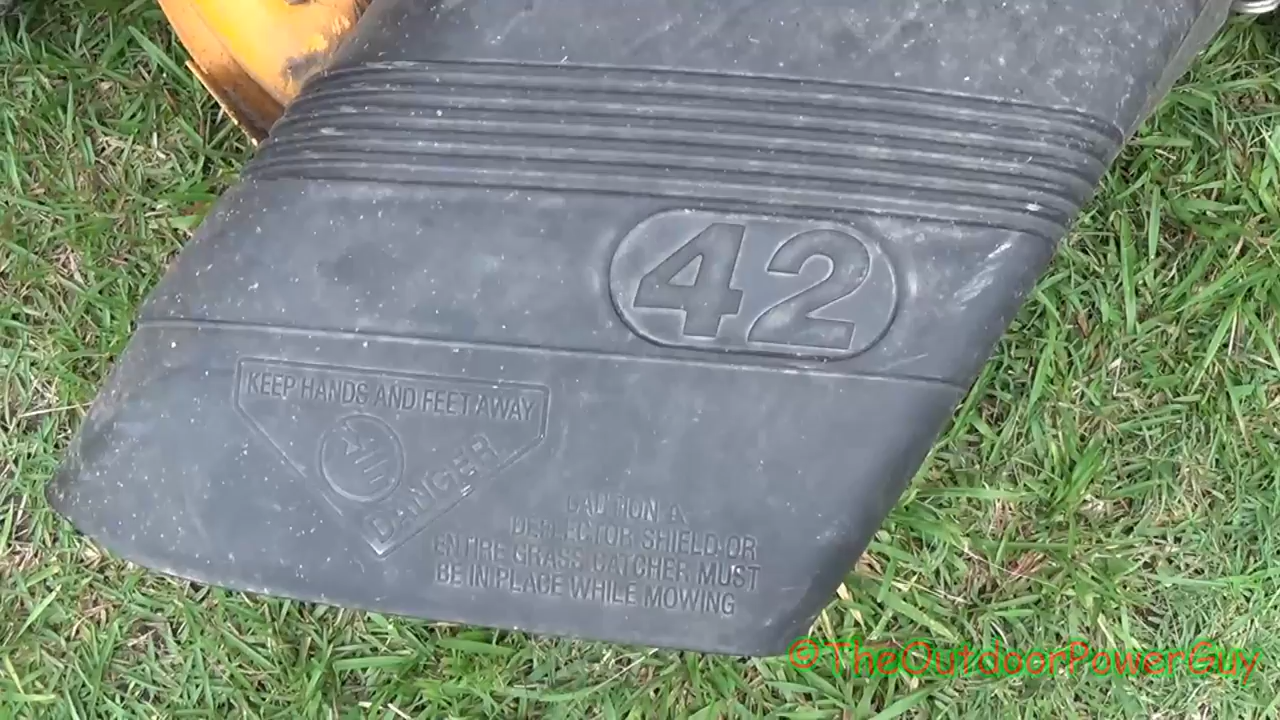 42
KEEP HANDS AND FEET AWAY
DANGER
CAUTION A
DEFLECTOR SHIELD OR
ENTIRE GRASS CATCHER MUST
BE IN PLACE WHILE MOWING
©TheOutdoorPowerGuy